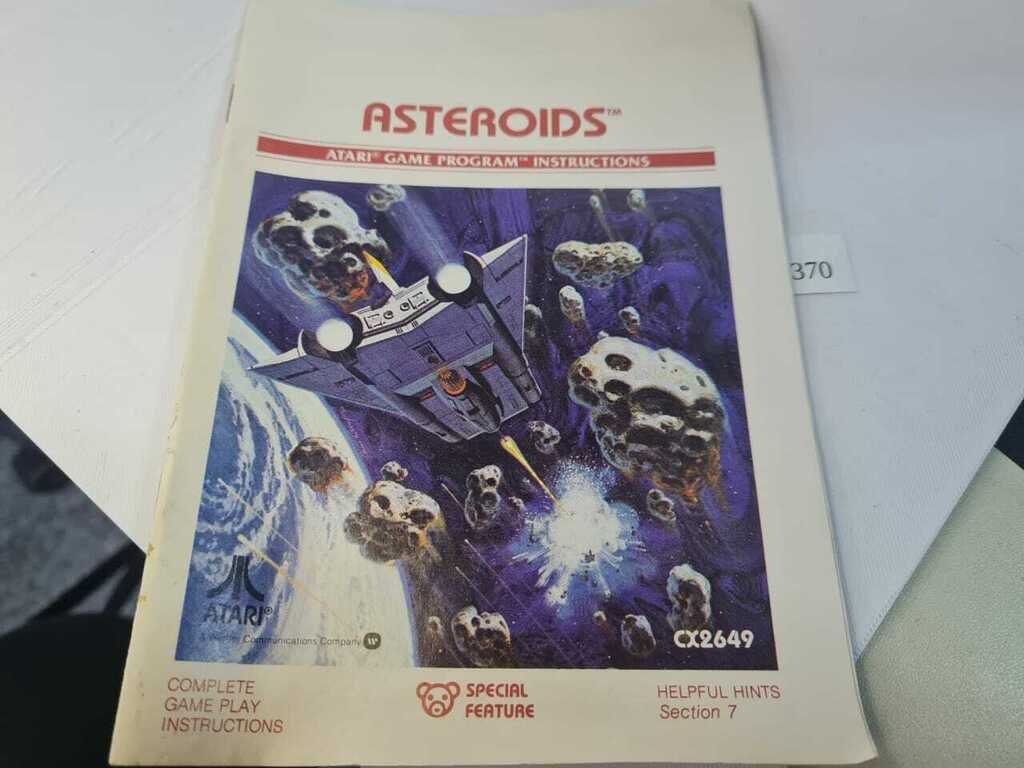 ASTEROIDS™
ATARI® GAME PROGRAM™ INSTRUCTIONS
370
ATARI®
A Warner Communications Company
CX2649
COMPLETE
GAME PLAY
INSTRUCTIONS
SPECIAL
FEATURE
HELPFUL HINTS
Section 7